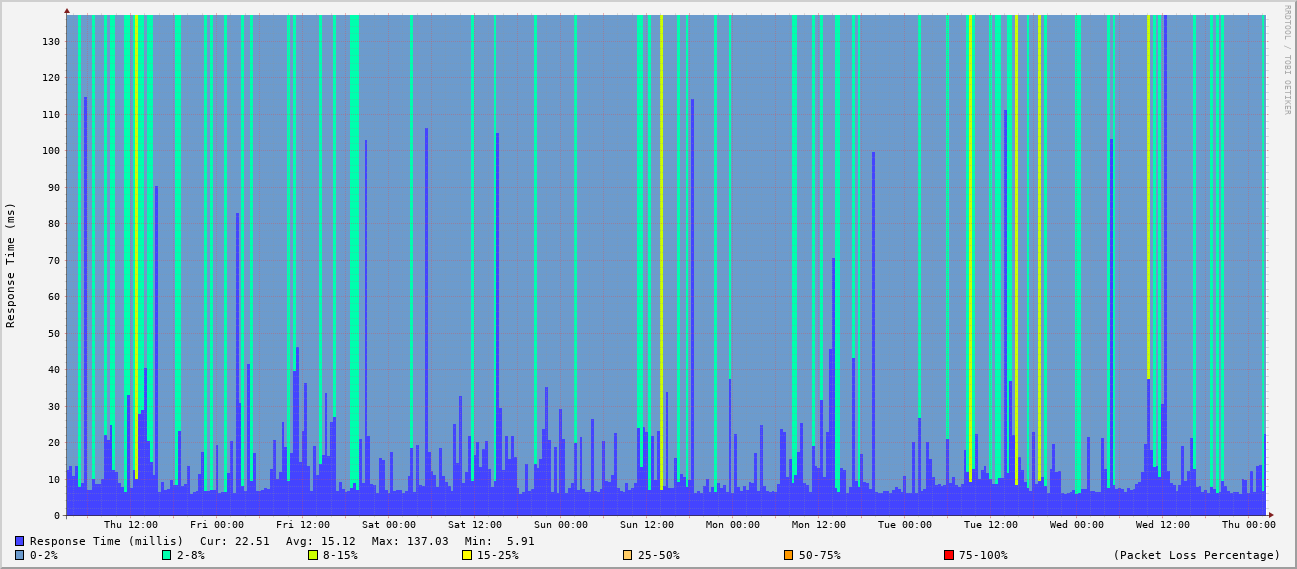 RRDTOOL / TOBI OETIKER
Response Time (ms)
130
120
110
100
90
80
70
60
50
40
30
20
10
0
Thu 12:00 Fri 00:00 Fri 12:00 Sat 00:00 Sat 12:00 Sun 00:00 Sun 12:00 Mon 00:00 Mon 12:00 Tue 00:00 Tue 12:00 Wed 00:00 Wed 12:00 Thu 00:00
Response Time (millis) Cur: 22.51 Avg: 15.12 Max: 137.03 Min: 5.91
0-2% 2-8% 8-15% 15-25% 25-50% 50-75% 75-100% (Packet Loss Percentage)